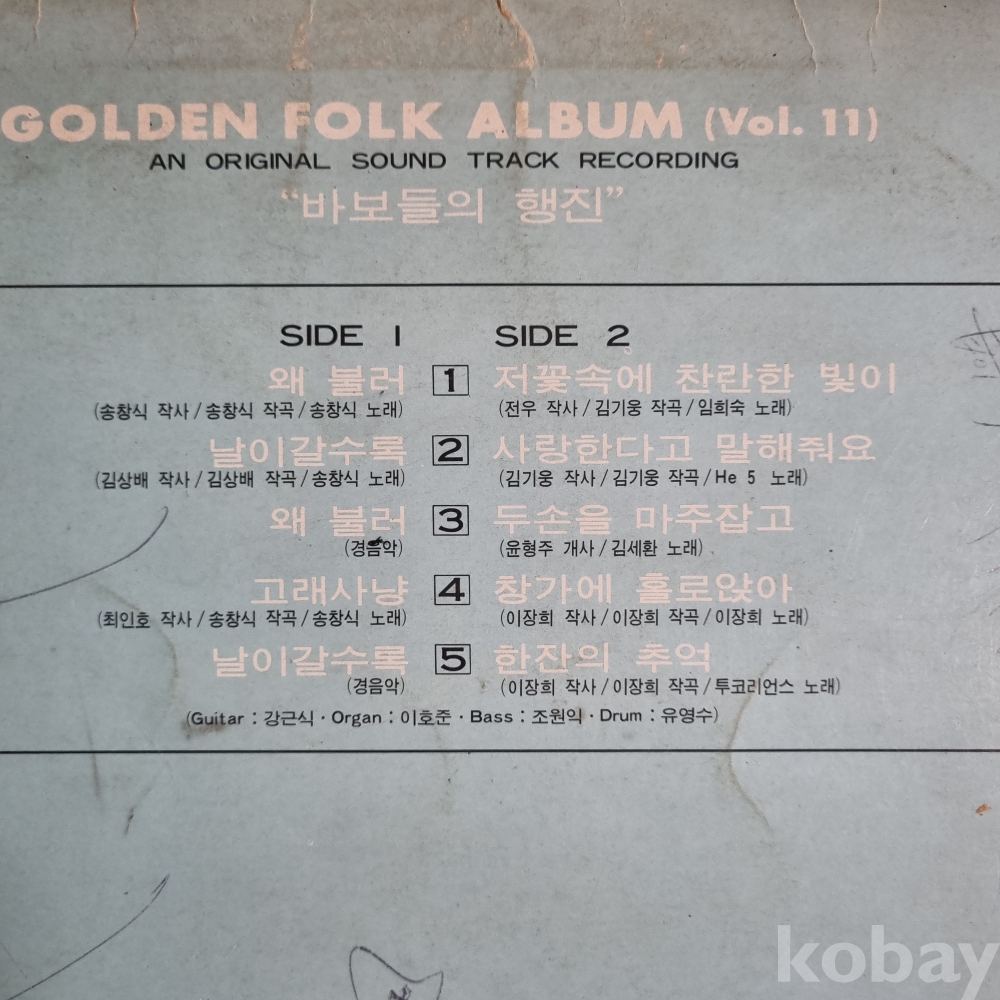 GOLDEN FOLK ALBUM (Vol. 11)
AN ORIGINAL SOUND TRACK RECORDING
“바보들의 행진”
SIDE 1
왜 불러 1
(송창식 작사/송창식 작곡/송창식 노래)
날이갈수록 2
(김상배 작사/김상배 작곡/송창식 노래)
왜 불러 3
(경음악)
고래사냥 4
(최인호 작사/송창식 작곡/송창식 노래)
날이갈수록 5
(경음악)
SIDE 2
저꽃속에 찬란한 빛이
(전우 작사/김기웅 작곡/임희숙 노래)
사랑한다고 말해줘요
(김기웅 작사/김기웅 작곡/He 5 노래)
두손을 마주잡고
(윤형주 개사/김세환 노래)
창가에 홀로앉아
(이장희 작사/이장희 작곡/이장희 노래)
한잔의 추억
(이장희 작사/이장희 작곡/투코리언스 노래)
(Guitar : 강근식 · Organ : 이호준 · Bass : 조원익 · Drum : 유영수)
kobay